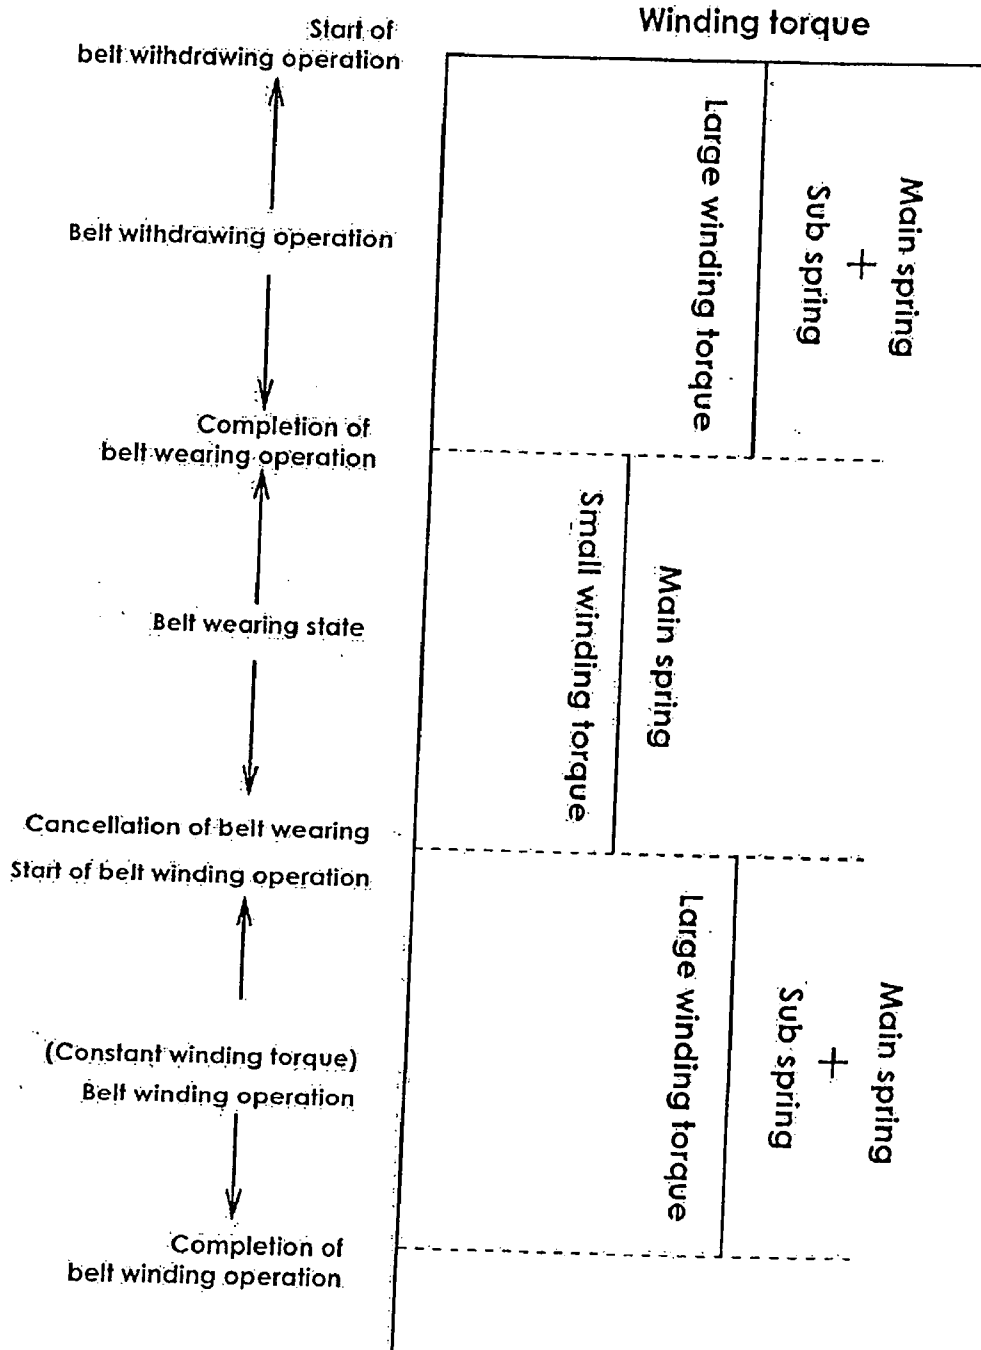 Winding torque
Start of
belt withdrawing operation
Belt withdrawing operation
Completion of
belt wearing operation
Belt wearing state
Cancellation of belt wearing
Start of belt winding operation
(Constant winding torque)
Belt winding operation
Completion of
belt winding operation
Large winding torque
Main spring
+
Sub spring
Small winding torque
Main spring
Large winding torque
Main spring
+
Sub spring